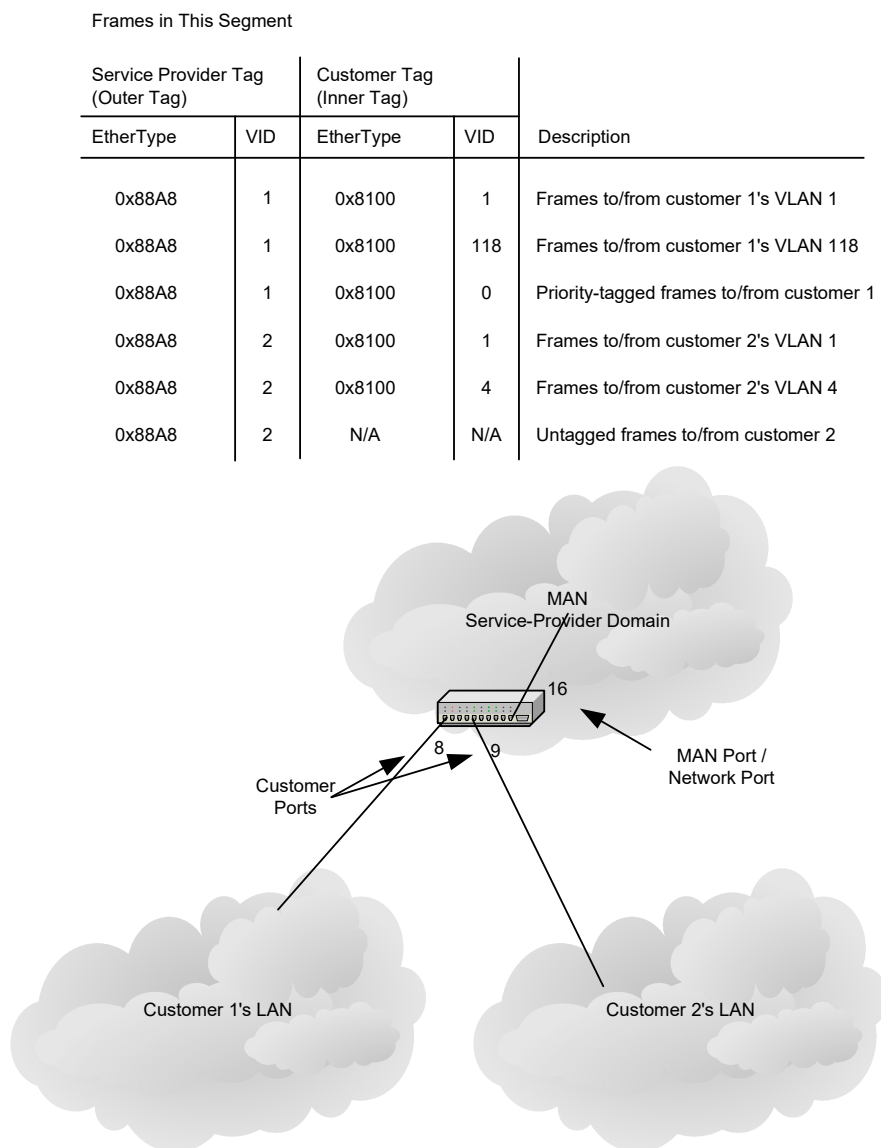 Frames in This Segment
Service Provider Tag
(Outer Tag)
Customer Tag
(Inner Tag)
EtherType VID EtherType VID Description
0x88A8 1 0x8100 1 Frames to/from customer 1's VLAN 1
0x88A8 1 0x8100 118 Frames to/from customer 1's VLAN 118
0x88A8 1 0x8100 0 Priority-tagged frames to/from customer 1
0x88A8 2 0x8100 1 Frames to/from customer 2's VLAN 1
0x88A8 2 0x8100 4 Frames to/from customer 2's VLAN 4
0x88A8 2 N/A N/A Untagged frames to/from customer 2
MAN
Service-Provider Domain
16
8
9
MAN Port /
Network Port
Customer
Ports
Customer 1's LAN
Customer 2's LAN